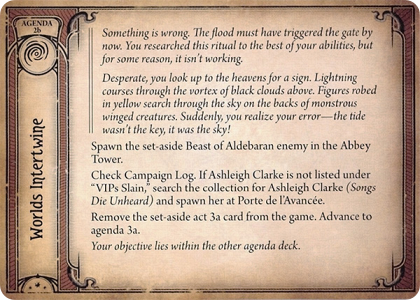 AGENDA
2b
Worlds Intertwine
Something is wrong. The flood must have triggered the gate by
now. You researched this ritual to the best of your abilities, but
for some reason, it isn't working.
Desperate, you look up to the heavens for a sign. Lightning
courses through the vortex of black clouds above. Figures robed
in yellow search through the sky on the backs of monstrous
winged creatures. Suddenly, you realize your error—the tide
wasn't the key, it was the sky!
Spawn the set-aside Beast of Aldebaran enemy in the Abbey
Tower.
Check Campaign Log. If Ashleigh Clarke is not listed under
"VIPs Slain," search the collection for Ashleigh Clarke (Songs
Die Unheard) and spawn her at Porte de l'Avancée.
Remove the set-aside act 3a card from the game. Advance to
agenda 3a.
Your objective lies within the other agenda deck.